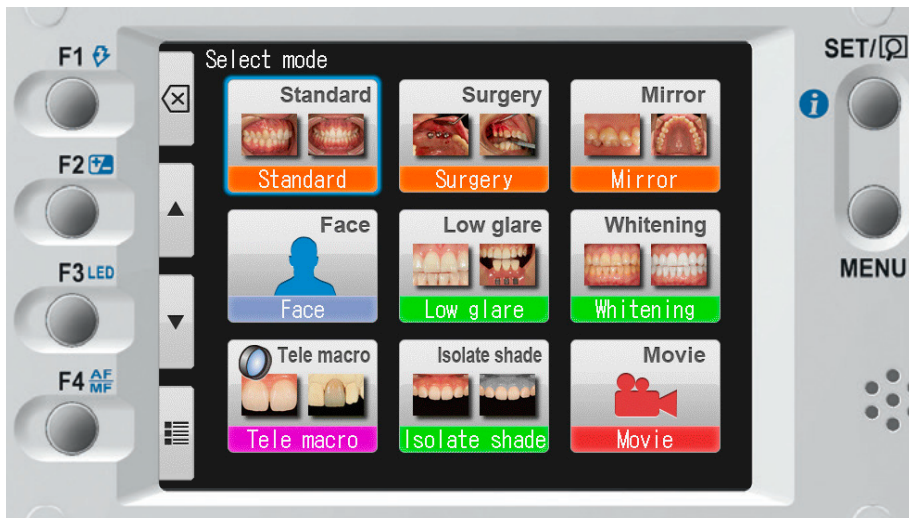 F1
F2
F3 LED
F4 AF
MF
SET/
MENU
i
Select mode
Standard
Standard
Surgery
Surgery
Mirror
Mirror
Face
Face
Low glare
Low glare
Whitening
Whitening
Tele macro
Tele macro
Isolate shade
Isolate shade
Movie
Movie